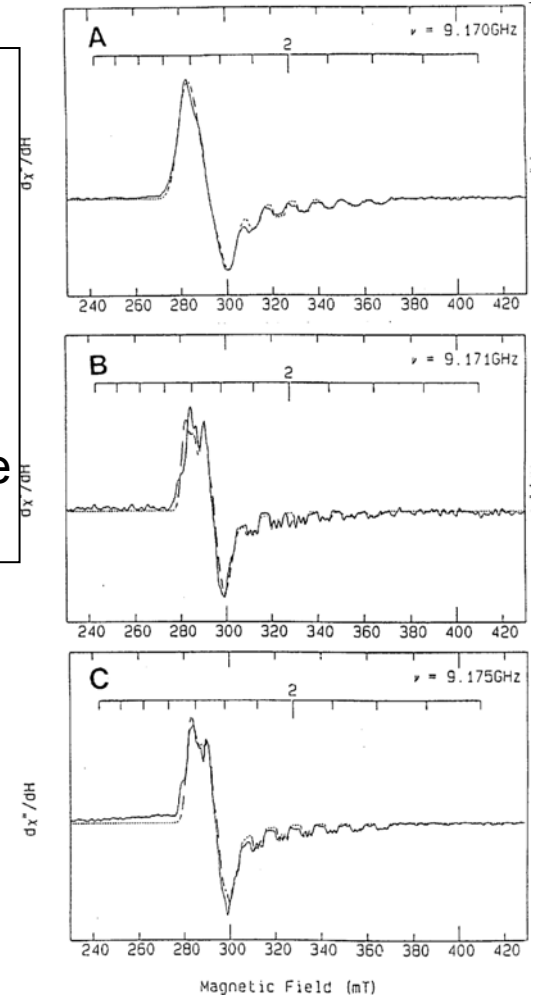 A
ν = 9.170GHz
2
dχ"/dH
240 260 280 300 320 340 360 380 400 420
B
ν = 9.171GHz
2
e
dχ"/dH
240 260 280 300 320 340 360 380 400 420
C
ν = 9.175GHz
2
dχ"/dH
240 260 280 300 320 340 360 380 400 420
Magnetic Field (mT)